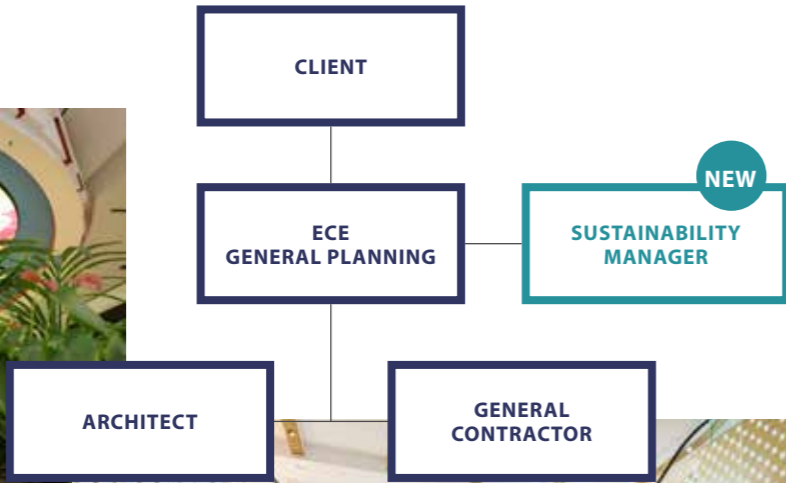 CLIENT
NEW
ECE
GENERAL PLANNING
SUSTAINABILITY
MANAGER
ARCHITECT
GENERAL
CONTRACTOR